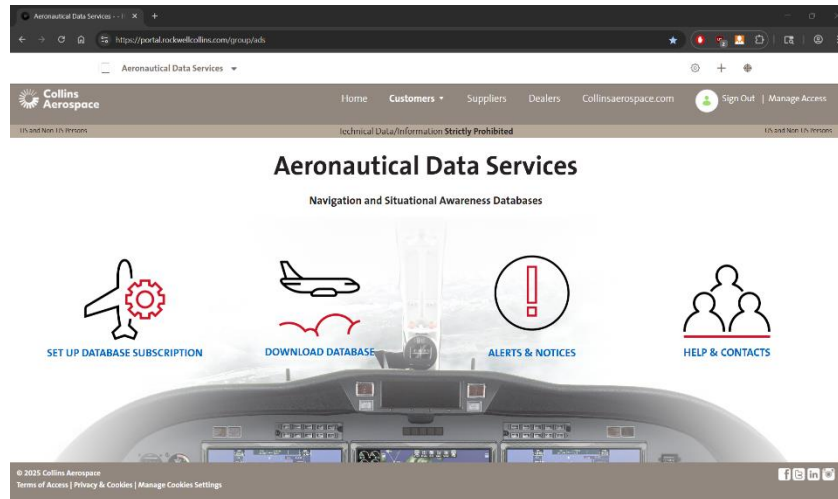 Aeronautical Data Services - -
https://portal.rockwellcollins.com/group/ads
Aeronautical Data Services
Collins
Aerospace
Home Customers Suppliers Dealers Collinsaerospace.com Sign Out | Manage Access
US and Non US Persons Technical Data/Information Strictly Prohibited US and Non US Persons
Aeronautical Data Services
Navigation and Situational Awareness Databases
SET UP DATABASE SUBSCRIPTION
DOWNLOAD DATABASE
ALERTS & NOTICES
HELP & CONTACTS
© 2025 Collins Aerospace
Terms of Access | Privacy & Cookies | Manage Cookies Settings